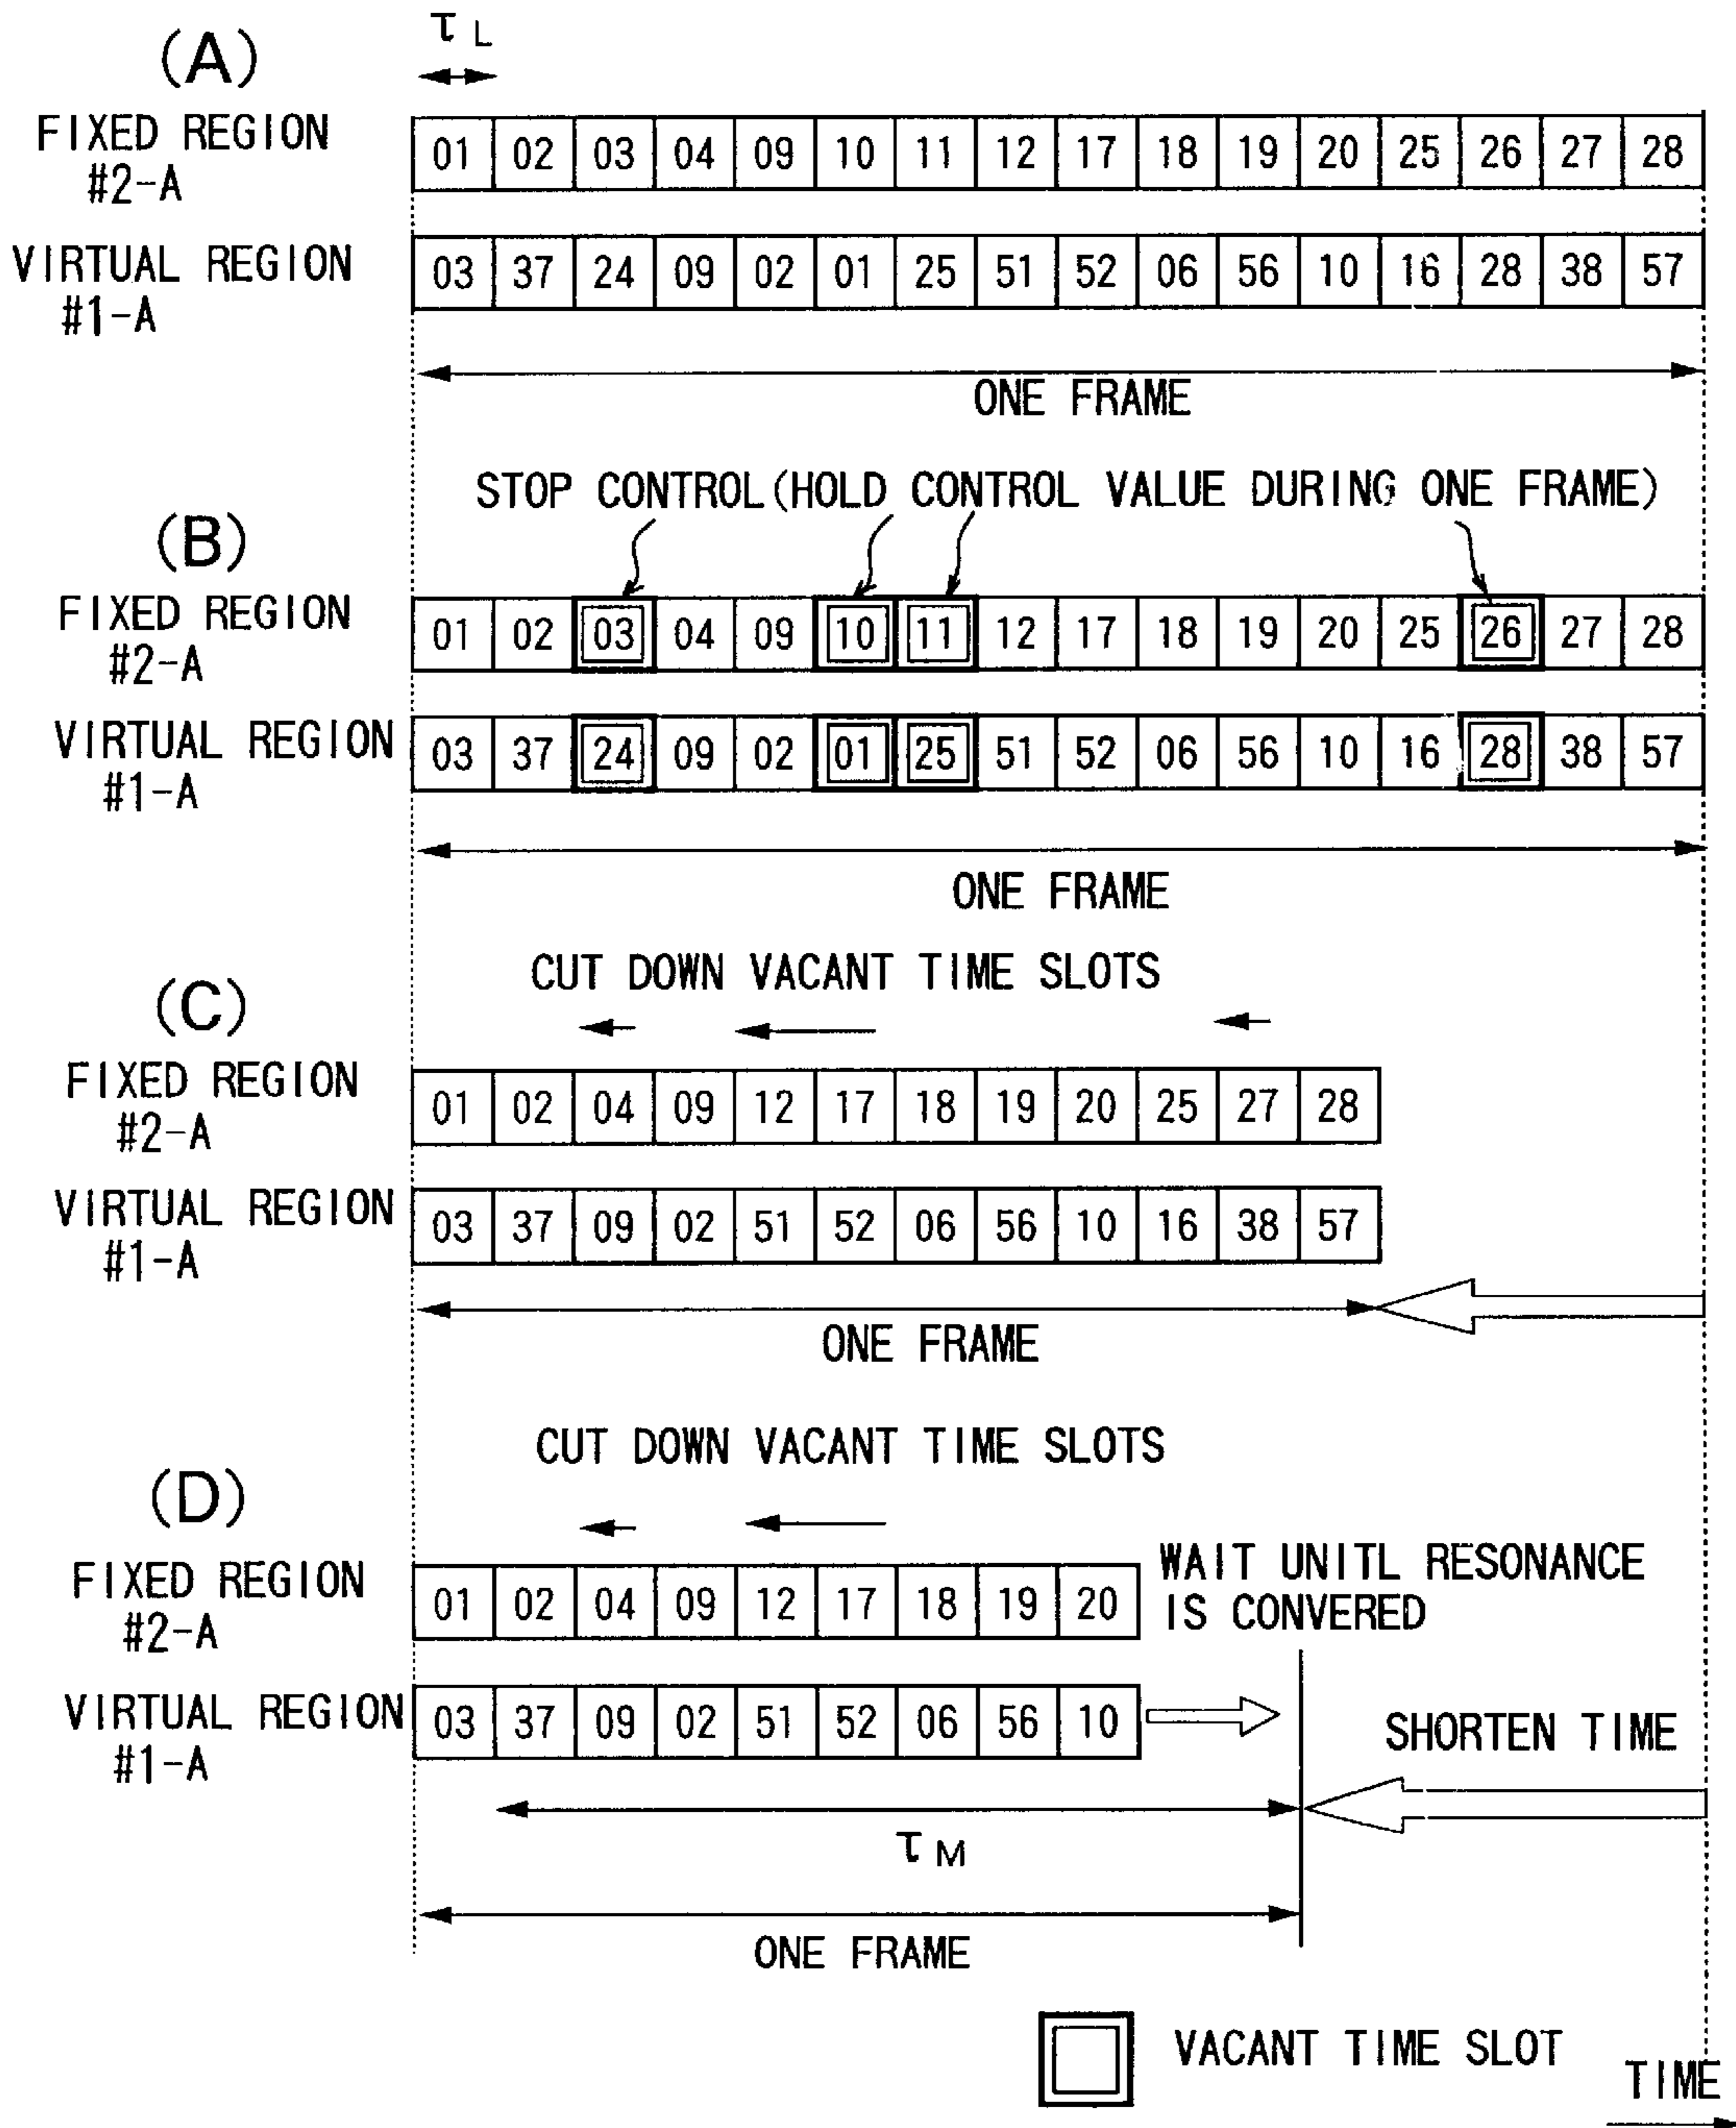 τL
(A)
FIXED REGION
#2-A
01 02 03 04 09 10 11 12 17 18 19 20 25 26 27 28
VIRTUAL REGION
#1-A
03 37 24 09 02 01 25 51 52 06 56 10 16 28 38 57
ONE FRAME
STOP CONTROL(HOLD CONTROL VALUE DURING ONE FRAME)
(B)
FIXED REGION
#2-A
01 02 03 04 09 10 11 12 17 18 19 20 25 26 27 28
VIRTUAL REGION
#1-A
03 37 24 09 02 01 25 51 52 06 56 10 16 28 38 57
ONE FRAME
CUT DOWN VACANT TIME SLOTS
(C)
FIXED REGION
#2-A
01 02 04 09 12 17 18 19 20 25 27 28
VIRTUAL REGION
#1-A
03 37 09 02 51 52 06 56 10 16 38 57
ONE FRAME
CUT DOWN VACANT TIME SLOTS
(D)
FIXED REGION
#2-A
01 02 04 09 12 17 18 19 20
WAIT UNITL RESONANCE
IS CONVERED
VIRTUAL REGION
#1-A
03 37 09 02 51 52 06 56 10
SHORTEN TIME
τM
ONE FRAME
VACANT TIME SLOT
TIME